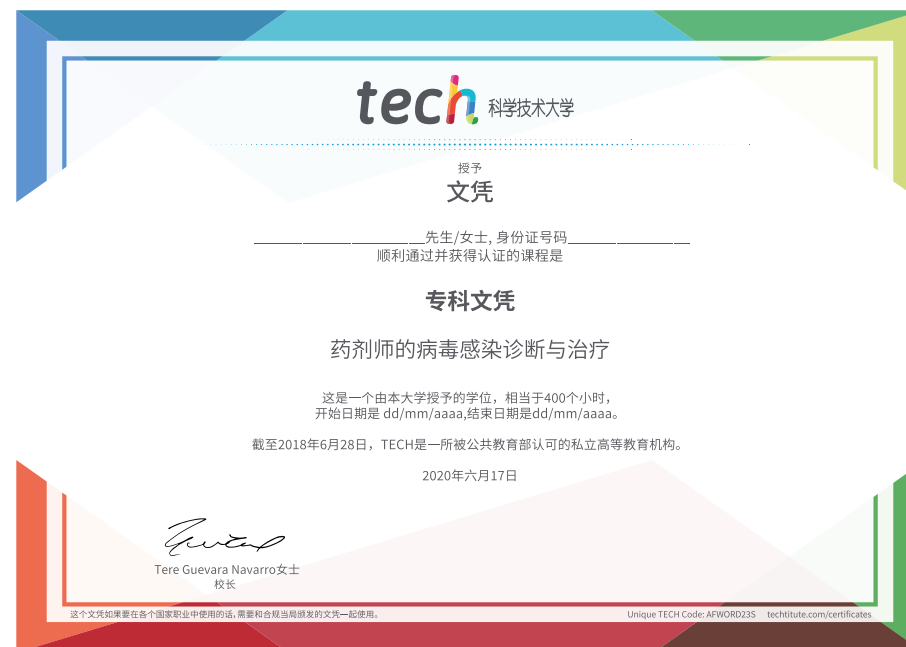 tech 科学技术大学
授予
文凭
____________________先生/女士, 身份证号码______________
顺利通过并获得认证的课程是
专科文凭
药剂师的病毒感染诊断与治疗
这是一个由本大学授予的学位，相当于400个小时，
开始日期是 dd/mm/aaaa,结束日期是dd/mm/aaaa。
截至2018年6月28日，TECH是一所被公共教育部认可的私立高等教育机构。
2020年六月17日
Tere Guevara Navarro女士
校长
这个文凭如果要在各个国家职业中使用的话,需要和合规当局颁发的文凭一起使用。
Unique TECH Code: AFWORD23S techtitute.com/certificates